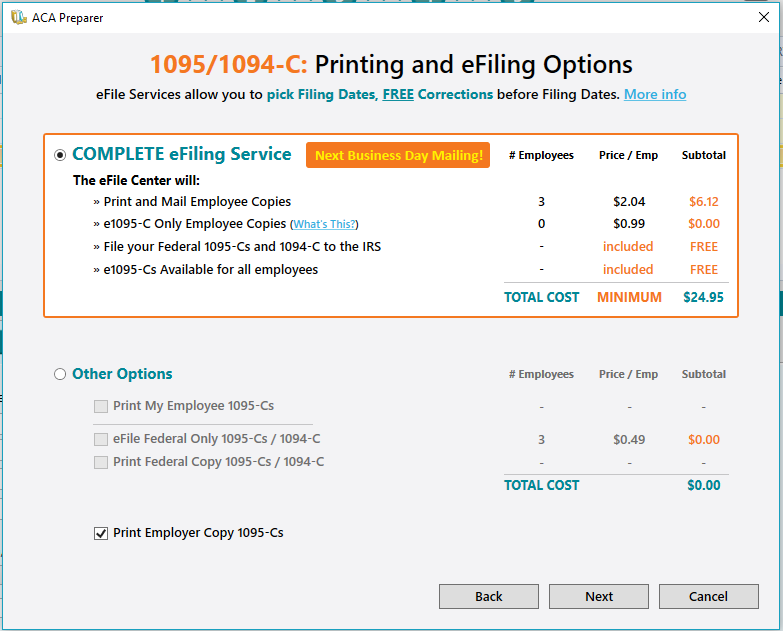 ACA Preparer
1095/1094-C: Printing and eFiling Options
eFile Services allow you to pick Filing Dates, FREE Corrections before Filing Dates. More info
COMPLETE eFiling Service Next Business Day Mailing! # Employees Price / Emp Subtotal
The eFile Center will:
» Print and Mail Employee Copies 3 $2.04 $6.12
» e1095-C Only Employee Copies (What's This?) 0 $0.99 $0.00
» File your Federal 1095-Cs and 1094-C to the IRS - included FREE
» e1095-Cs Available for all employees - included FREE
TOTAL COST MINIMUM $24.95
Other Options # Employees Price / Emp Subtotal
Print My Employee 1095-Cs - - -
eFile Federal Only 1095-Cs / 1094-C 3 $0.49 $0.00
Print Federal Copy 1095-Cs / 1094-C - - -
TOTAL COST $0.00
Print Employer Copy 1095-Cs
Back Next Cancel